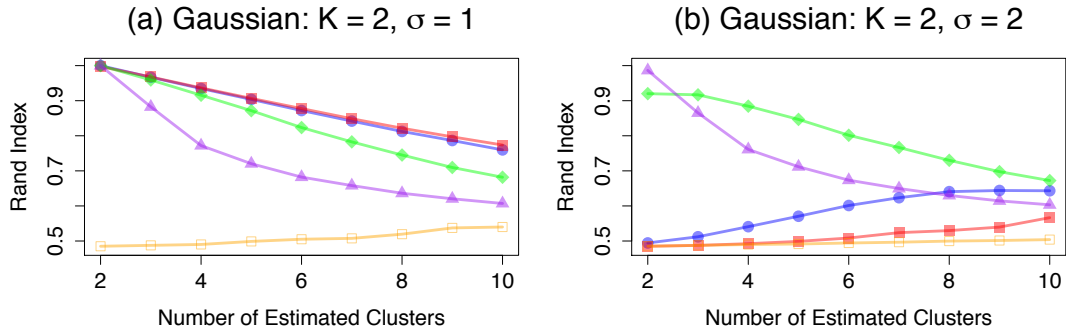 (a) Gaussian: K = 2, σ = 1
Rand Index
0.5 0.7 0.9
2 4 6 8 10
Number of Estimated Clusters
(b) Gaussian: K = 2, σ = 2
Rand Index
0.5 0.7 0.9
2 4 6 8 10
Number of Estimated Clusters